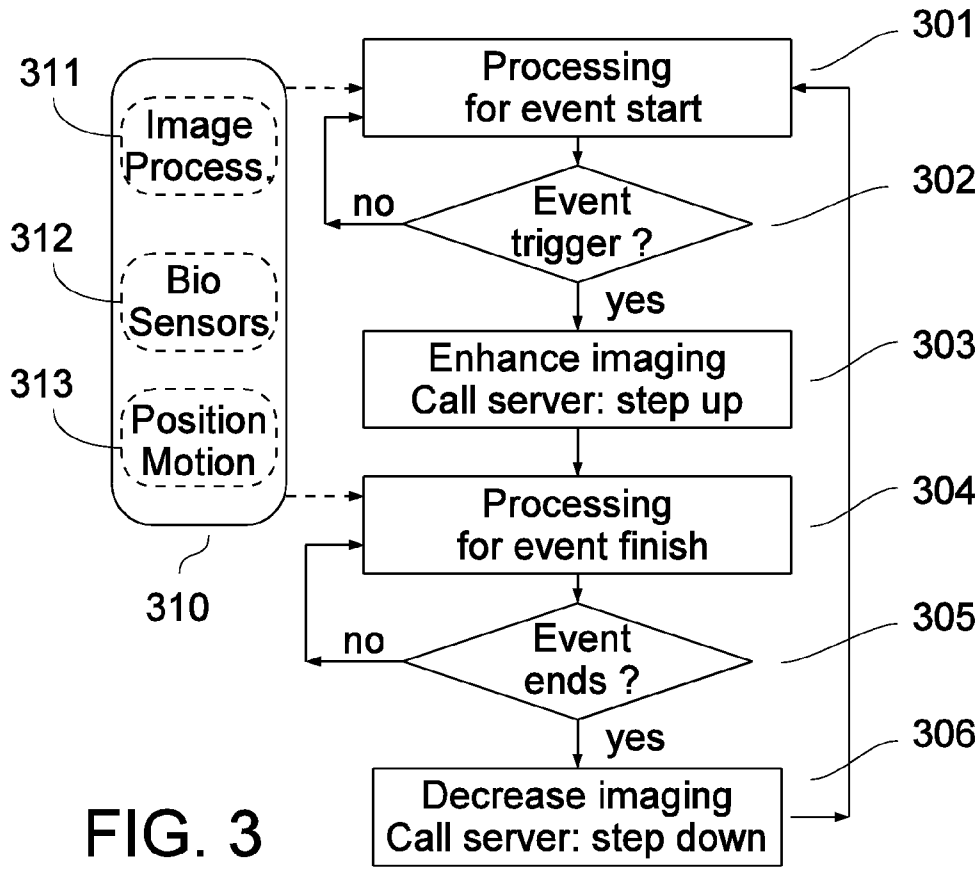 301
Processing
for event start
311
Image
Process.
302
Event
trigger ?
no
yes
312
Bio
Sensors
303
Enhance imaging
Call server: step up
313
Position
Motion
304
Processing
for event finish
310
305
Event
ends ?
no
yes
306
Decrease imaging
Call server: step down
FIG. 3